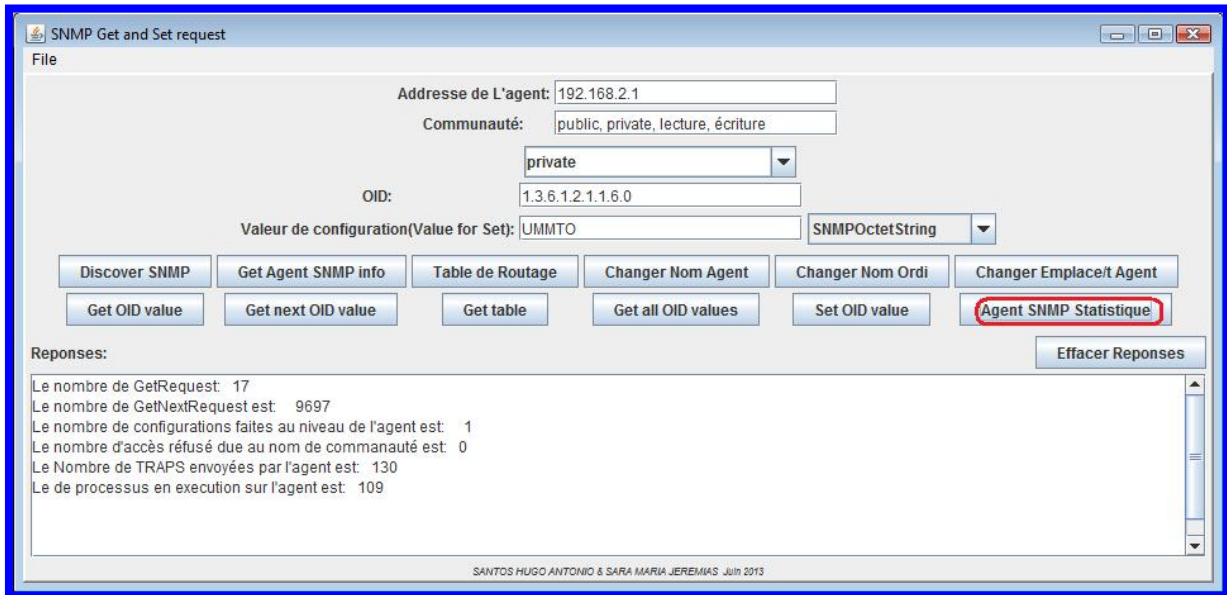 SNMP Get and Set request
File
Addresse de L'agent: 192.168.2.1
Communauté: public, private, lecture, écriture
private
OID: 1.3.6.1.2.1.1.6.0
Valeur de configuration(Value for Set): UMMTO SNMPOctetString
Discover SNMP Get Agent SNMP info Table de Routage Changer Nom Agent Changer Nom Ordi Changer Emplace/t Agent
Get OID value Get next OID value Get table Get all OID values Set OID value Agent SNMP Statistique
Reponses: Effacer Reponses
Le nombre de GetRequest: 17
Le nombre de GetNextRequest est: 9697
Le nombre de configurations faites au niveau de l'agent est: 1
Le nombre d'accès réfusé due au nom de commanauté est: 0
Le Nombre de TRAPS envoyées par l'agent est: 130
Le de processus en execution sur l'agent est: 109
SANTOS HUGO ANTONIO & SARA MARIA JEREMIAS Juin 2013